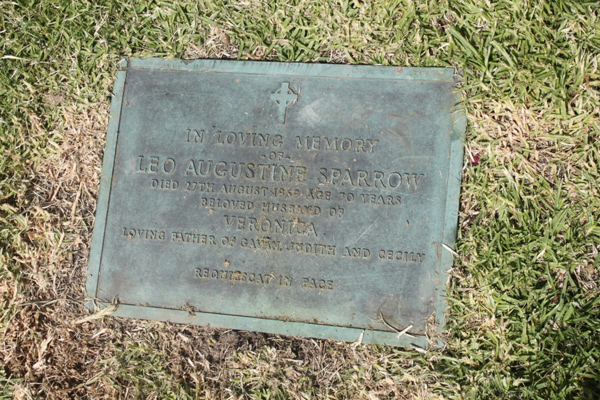 IN LOVING MEMORY
-OF-
LEO AUGUSTINE SPARROW
DIED 27TH AUGUST AGE 70 YEARS
BELOVED HUSBAND OF
VERONICA
LOVING FATHER OF GAVAN, JUDITH AND CECILY
REQUIESCAT IN PACE